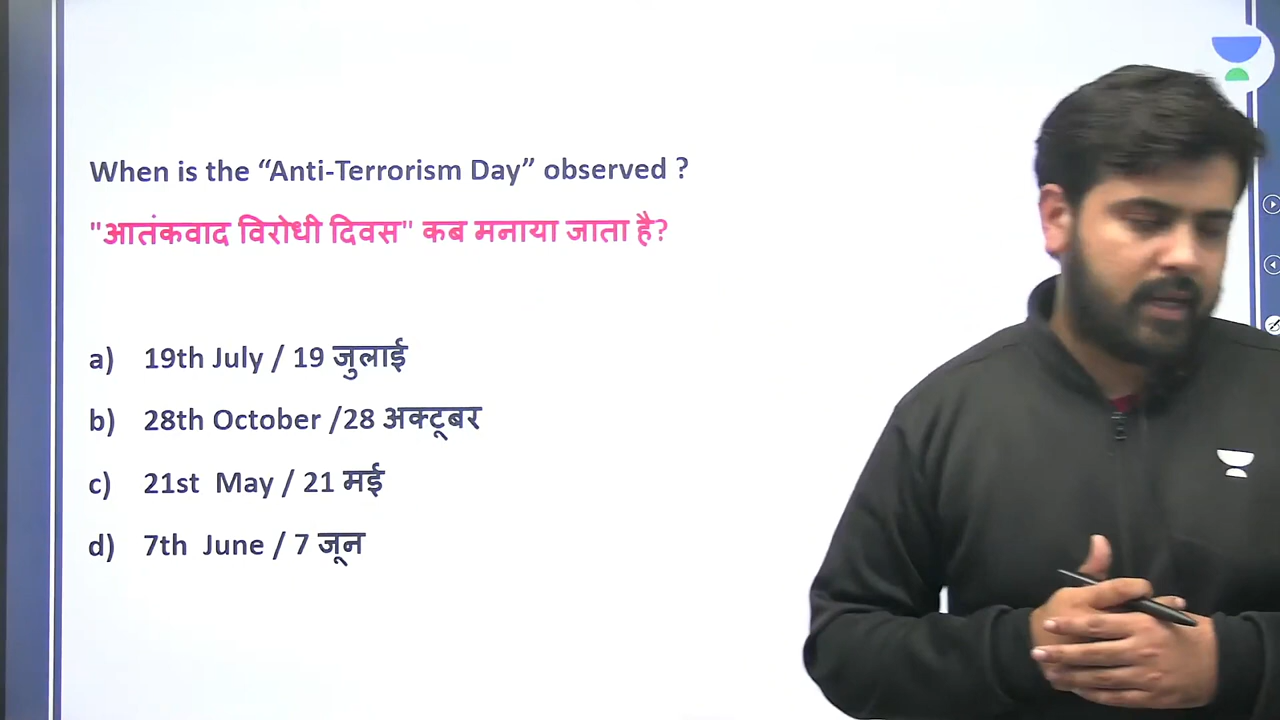 When is the “Anti-Terrorism Day” observed ?
"आतंकवाद विरोधी दिवस" कब मनाया जाता है?
a) 19th July / 19 जुलाई
b) 28th October /28 अक्टूबर
c) 21st May / 21 मई
d) 7th June / 7 जून